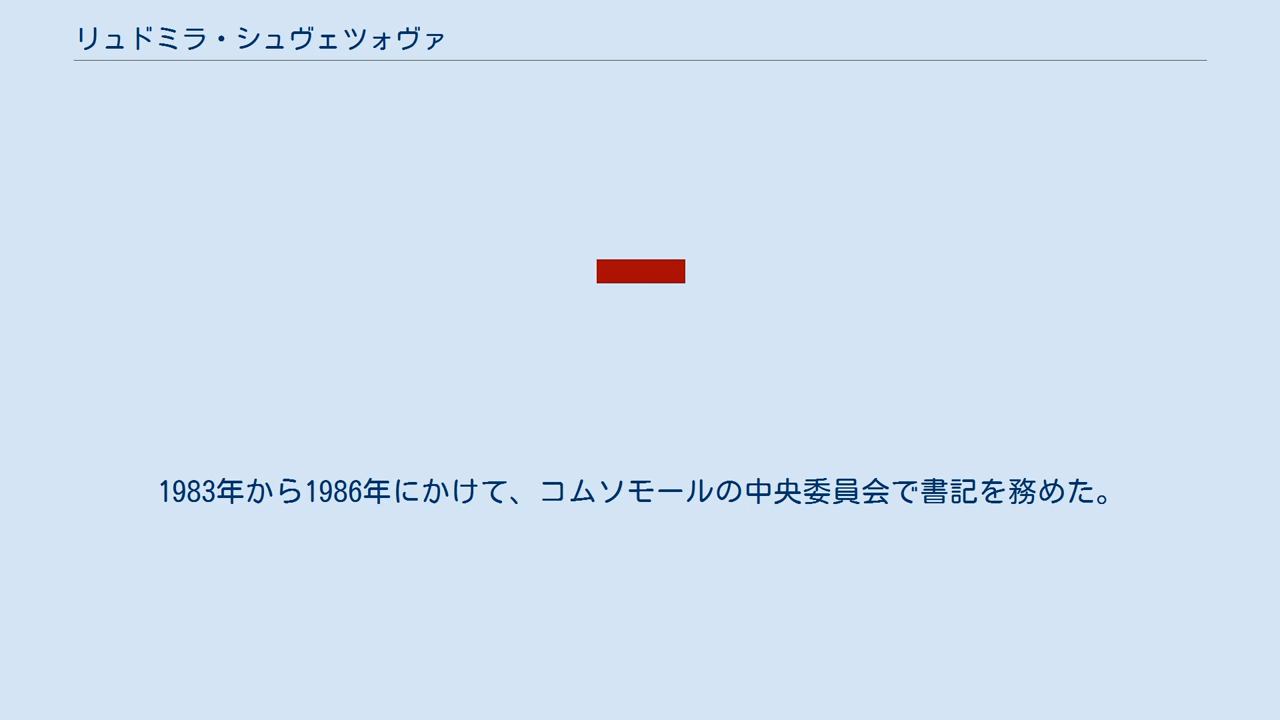 リュドミラ・シュヴェツォヴァ
1983年から1986年にかけて、コムソモールの中央委員会で書記を務めた。